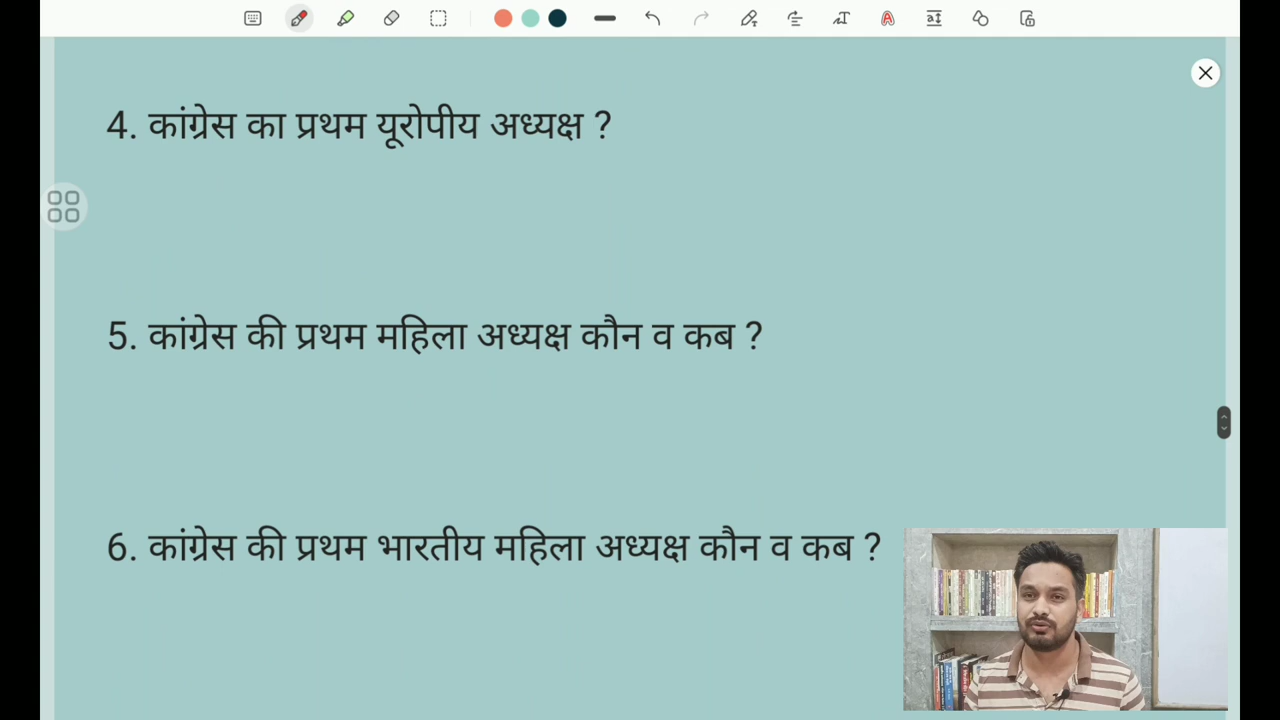 4. कांग्रेस का प्रथम यूरोपीय अध्यक्ष ?
5. कांग्रेस की प्रथम महिला अध्यक्ष कौन व कब ?
6. कांग्रेस की प्रथम भारतीय महिला अध्यक्ष कौन व कब ?